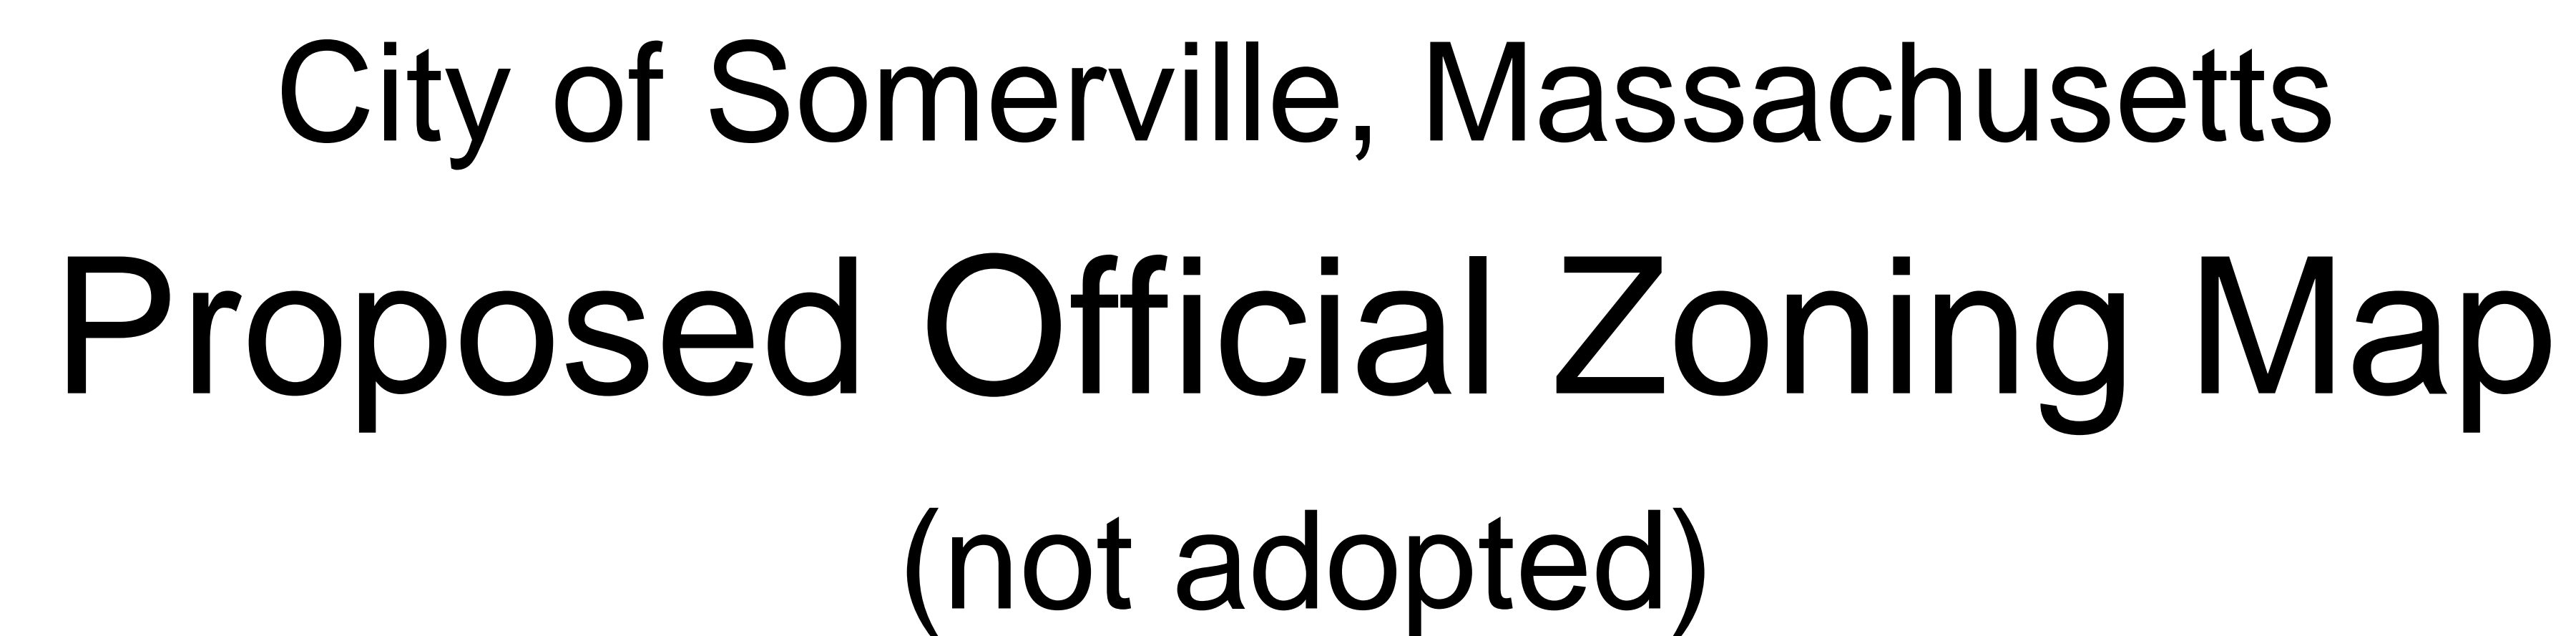 City of Somerville, Massachusetts
Proposed Official Zoning Map
(not adopted)